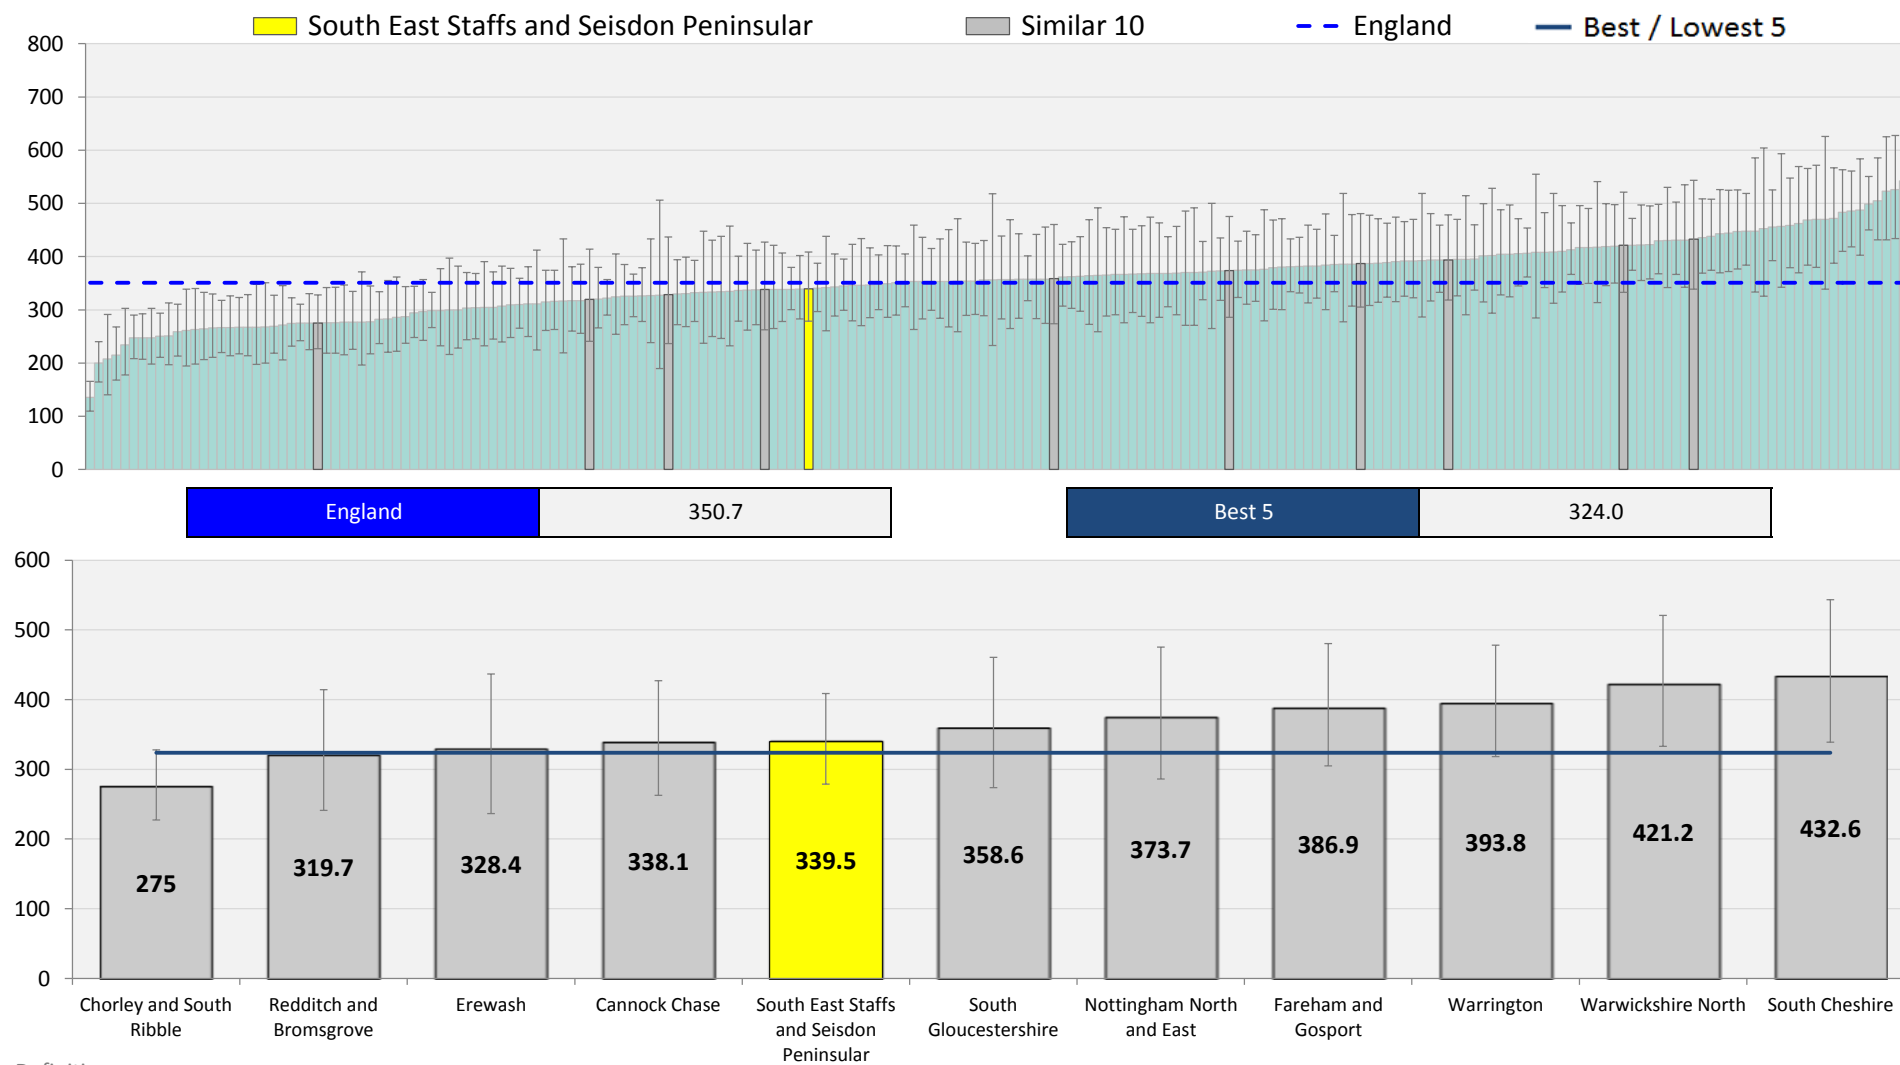 South East Staffs and Seisdon Peninsular
Similar 10
England
Best / Lowest 5
800
700
600
500
400
300
200
100
0
England
350.7
Best 5
324.0
600
500
400
300
200
100
0
275
319.7
328.4
338.1
339.5
358.6
373.7
386.9
393.8
421.2
432.6
Chorley and South
Ribble
Redditch and
Bromsgrove
Erewash
Cannock Chase
South East Staffs
and Seisdon
Peninsular
South
Gloucestershire
Nottingham North
and East
Fareham and
Gosport
Warrington
Warwickshire North
South Cheshire